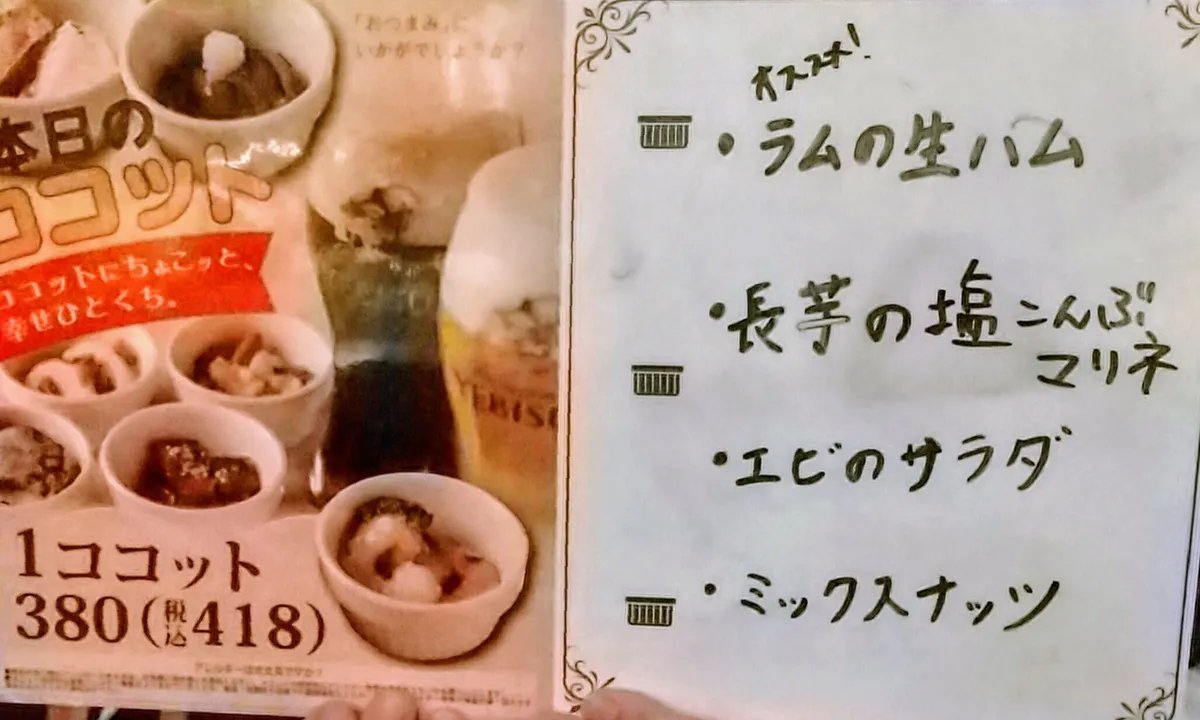 「おつまみ」に
いかがでしょうか?
本日の
ココット
ココットにちょこッと、
幸せひとくち。
YEBISU
1ココット
380(税込418)
オススメ!
・ラムの生ハム
・長芋の塩こんぶ
マリネ
・エビのサラダ
・ミックスナッツ